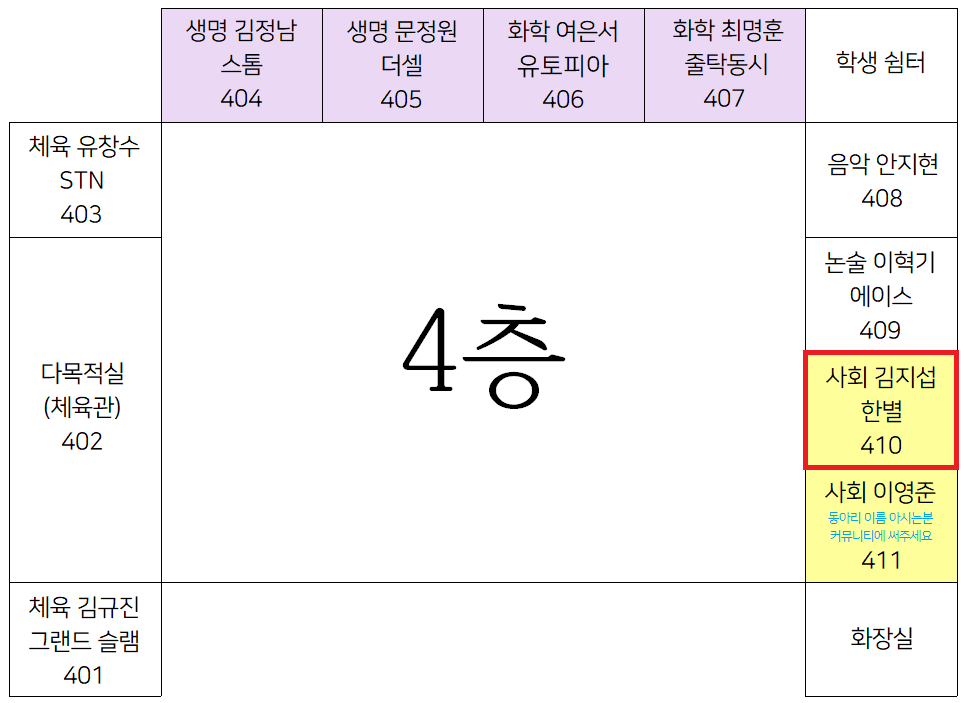 생명 김정남
스톰
404
생명 문정원
더셀
405
화학 여은서
유토피아
406
화학 최명훈
줄탁동시
407
학생 쉼터
체육 유창수
STN
403
음악 안지현
408
논술 이혁기
에이스
409
다목적실
(체육관)
402
4층
사회 김지섭
한별
410
사회 이영준
동아리 이름 아시는분
커뮤니티에 써주세요
411
체육 김규진
그랜드 슬램
401
화장실